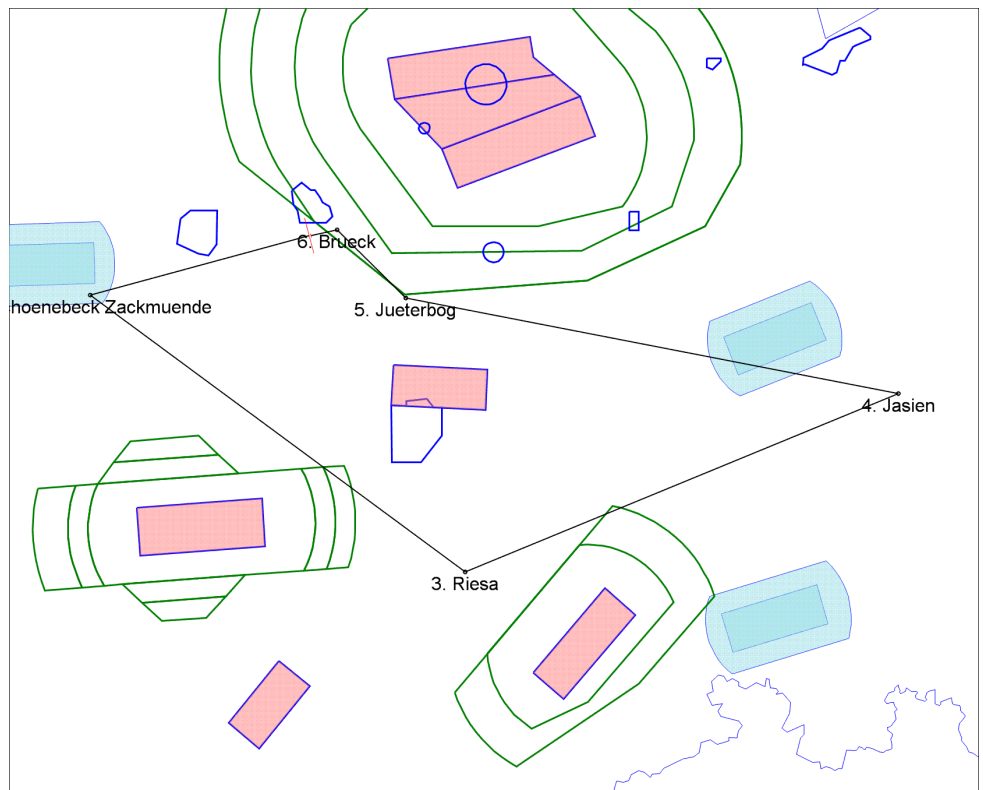 6. Brueck
hoenebeck Zackmuende
5. Jueterbog
4. Jasien
3. Riesa